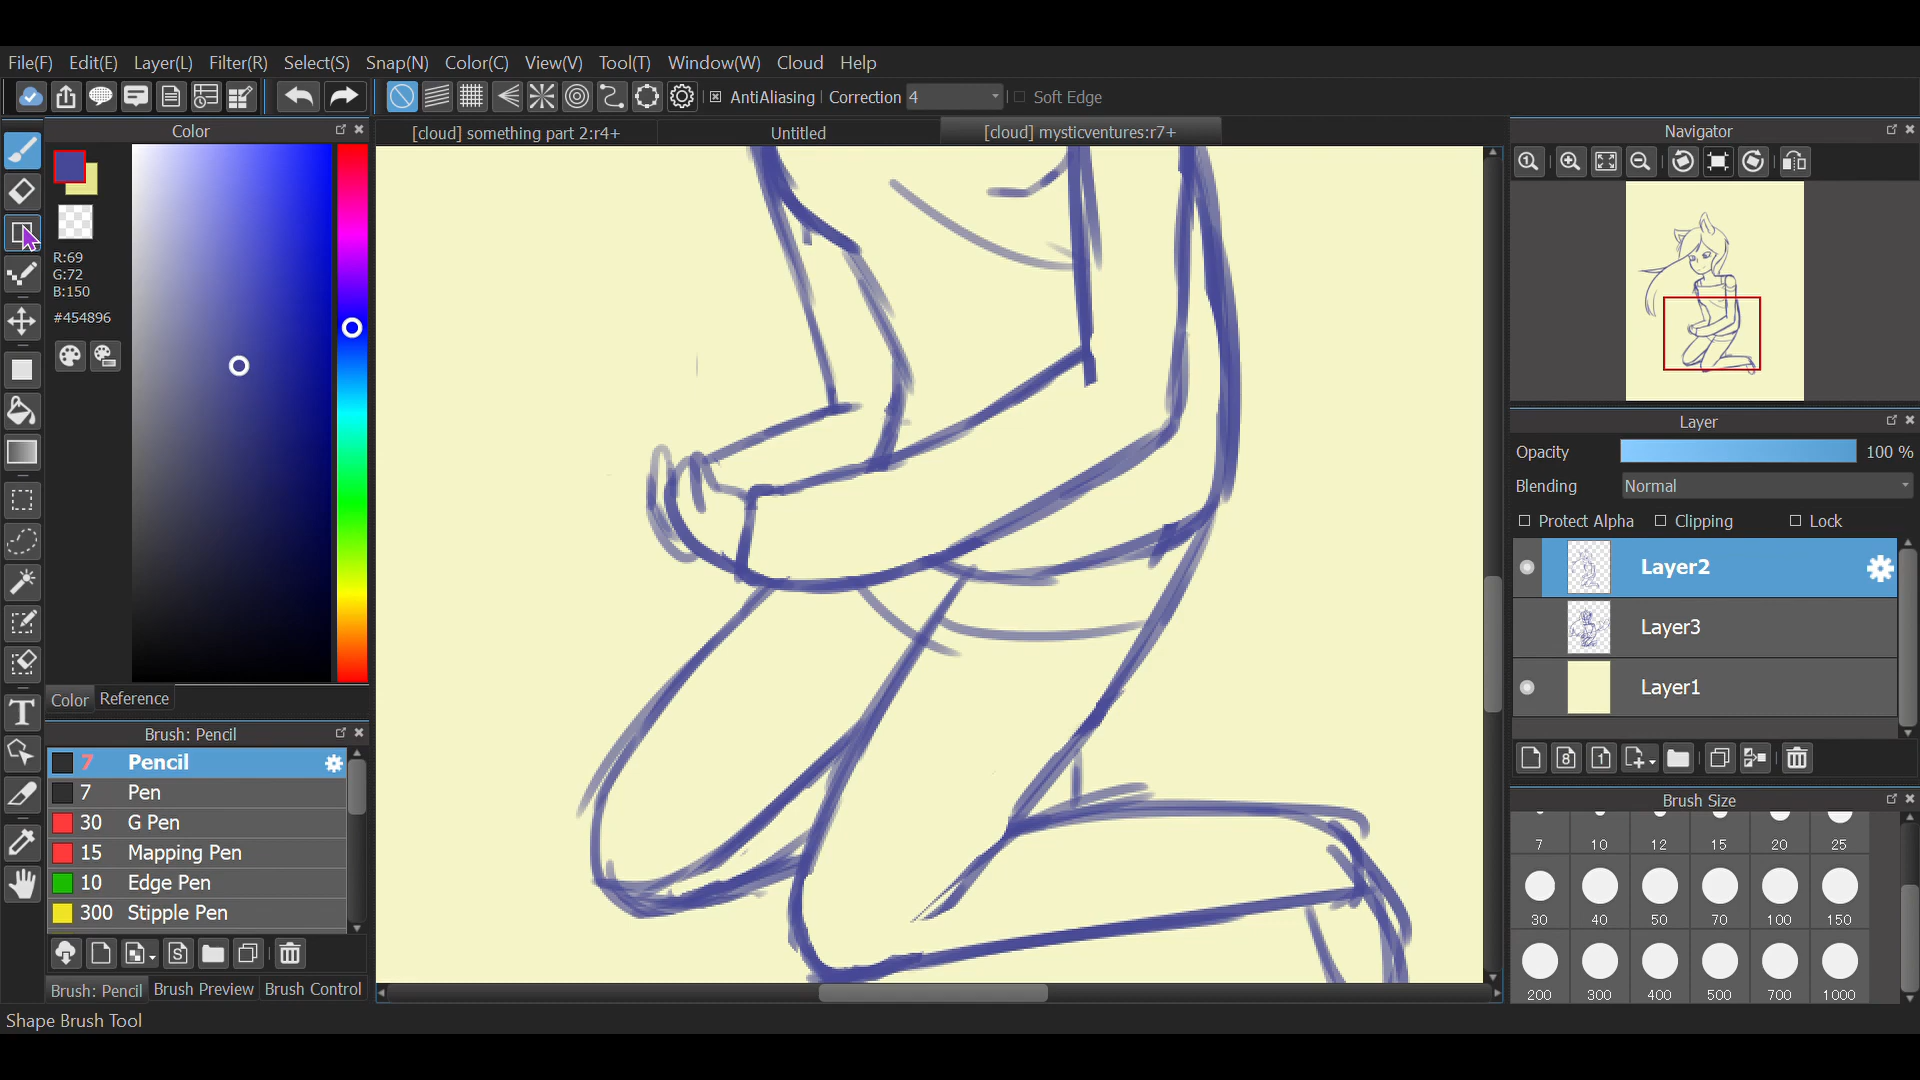 File(F) Edit(E) Layer(L) Filter(R) Select(S) Snap(N) Color(C) View(V) Tool(T) Window(W) Cloud Help
AntiAliasing Correction 4 Soft Edge
Color
[cloud] something part 2:r4+ Untitled [cloud] mysticventures:r7+
Navigator
R:69
G:72
B:150
#454896
Color Reference
Brush: Pencil
7 Pencil
7 Pen
30 G Pen
15 Mapping Pen
10 Edge Pen
300 Stipple Pen
Brush: Pencil Brush Preview Brush Control
Shape Brush Tool
Layer
Opacity 100 %
Blending Normal
Protect Alpha Clipping Lock
Layer2
Layer3
Layer1
8 1
Brush Size
7 10 12 15 20 25
30 40 50 70 100 150
200 300 400 500 700 1000